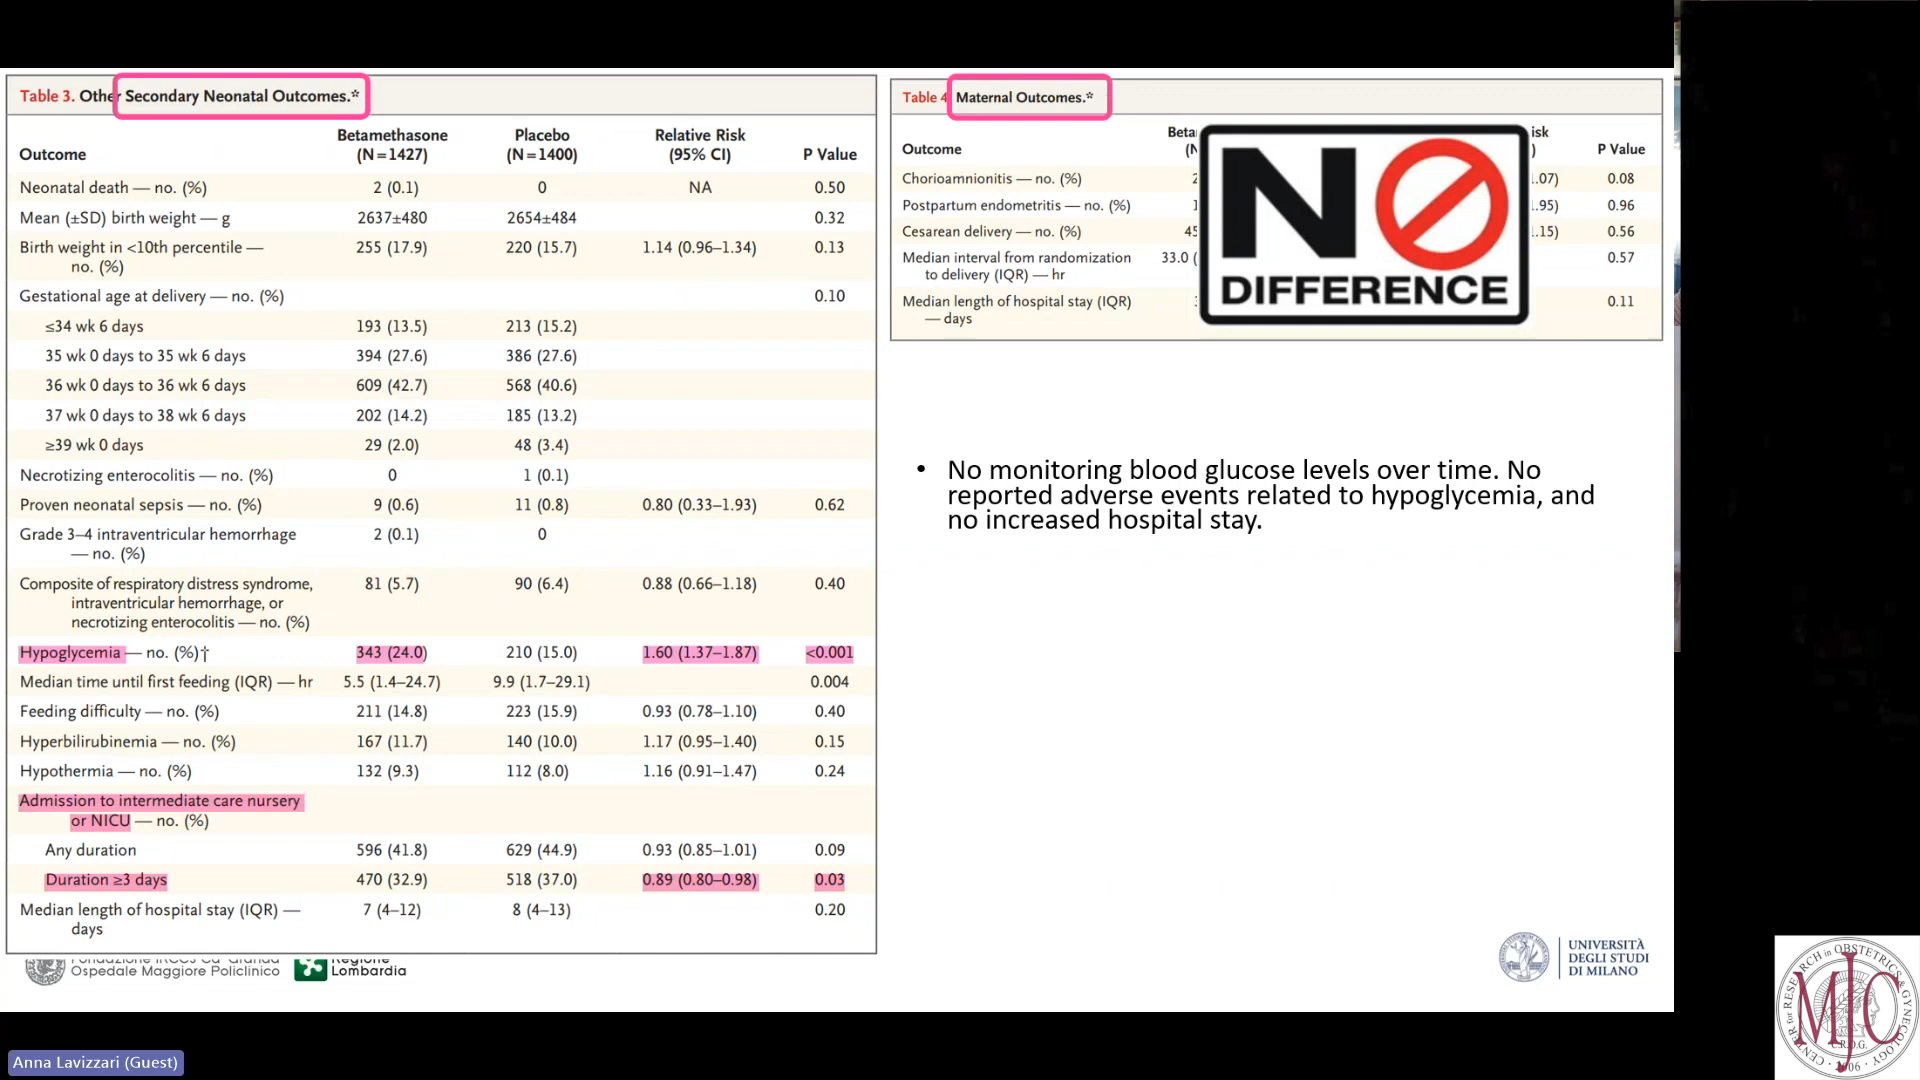 Table 3. Other Secondary Neonatal Outcomes.*
Outcome Betamethasone (N=1427) Placebo (N=1400) Relative Risk (95% CI) P Value
Neonatal death — no. (%) 2 (0.1) 0 NA 0.50
Mean (±SD) birth weight — g 2637±480 2654±484 0.32
Birth weight in <10th percentile — 255 (17.9) 220 (15.7) 1.14 (0.96–1.34) 0.13
no. (%)
Gestational age at delivery — no. (%) 0.10
≤34 wk 6 days 193 (13.5) 213 (15.2)
35 wk 0 days to 35 wk 6 days 394 (27.6) 386 (27.6)
36 wk 0 days to 36 wk 6 days 609 (42.7) 568 (40.6)
37 wk 0 days to 38 wk 6 days 202 (14.2) 185 (13.2)
≥39 wk 0 days 29 (2.0) 48 (3.4)
Necrotizing enterocolitis — no. (%) 0 1 (0.1)
Proven neonatal sepsis — no. (%) 9 (0.6) 11 (0.8) 0.80 (0.33–1.93) 0.62
Grade 3–4 intraventricular hemorrhage 2 (0.1) 0
— no. (%)
Composite of respiratory distress syndrome, 81 (5.7) 90 (6.4) 0.88 (0.66–1.18) 0.40
intraventricular hemorrhage, or
necrotizing enterocolitis — no. (%)
Hypoglycemia — no. (%)† 343 (24.0) 210 (15.0) 1.60 (1.37–1.87) <0.001
Median time until first feeding (IQR) — hr 5.5 (1.4–24.7) 9.9 (1.7–29.1) 0.004
Feeding difficulty — no. (%) 211 (14.8) 223 (15.9) 0.93 (0.78–1.10) 0.40
Hyperbilirubinemia — no. (%) 167 (11.7) 140 (10.0) 1.17 (0.95–1.40) 0.15
Hypothermia — no. (%) 132 (9.3) 112 (8.0) 1.16 (0.91–1.47) 0.24
Admission to intermediate care nursery
or NICU — no. (%)
Any duration 596 (41.8) 629 (44.9) 0.93 (0.85–1.01) 0.09
Duration ≥3 days 470 (32.9) 518 (37.0) 0.89 (0.80–0.98) 0.03
Median length of hospital stay (IQR) — 7 (4–12) 8 (4–13) 0.20
days
Table 4 Maternal Outcomes.*
Outcome P Value
Chorioamnionitis — no. (%) .07) 0.08
Postpartum endometritis — no. (%) .95) 0.96
Cesarean delivery — no. (%) .15) 0.56
Median interval from randomization 33.0 ( 0.57
to delivery (IQR) — hr
Median length of hospital stay (IQR) 0.11
— days
NO
DIFFERENCE
• No monitoring blood glucose levels over time. No
reported adverse events related to hypoglycemia, and
no increased hospital stay.
Ospedale Maggiore Policlinico
Regione
Lombardia
UNIVERSITÀ
DEGLI STUDI
DI MILANO
CENTER for RESEARCH in OBSTETRICS & GYNECOLOGY
MJC
C.R.O.G.
2006
Anna Lavizzari (Guest)